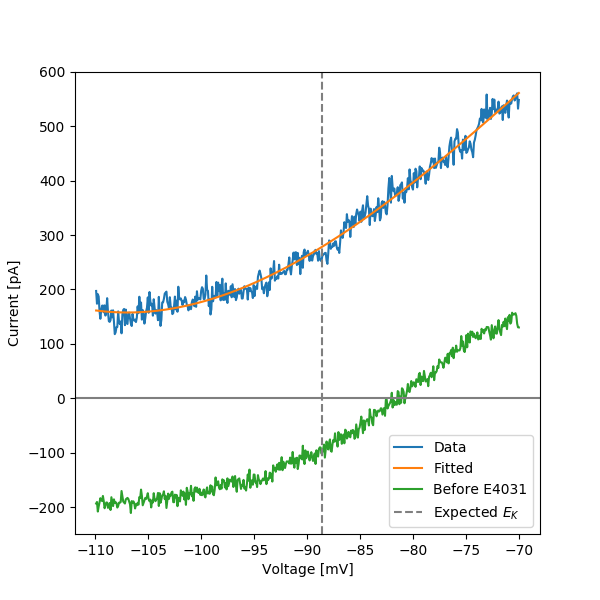 600
500
400
300
200
100
0
−100
−200
Current [pA]
−110 −105 −100 −95 −90 −85 −80 −75 −70
Voltage [mV]
Data
Fitted
Before E4031
Expected E_K